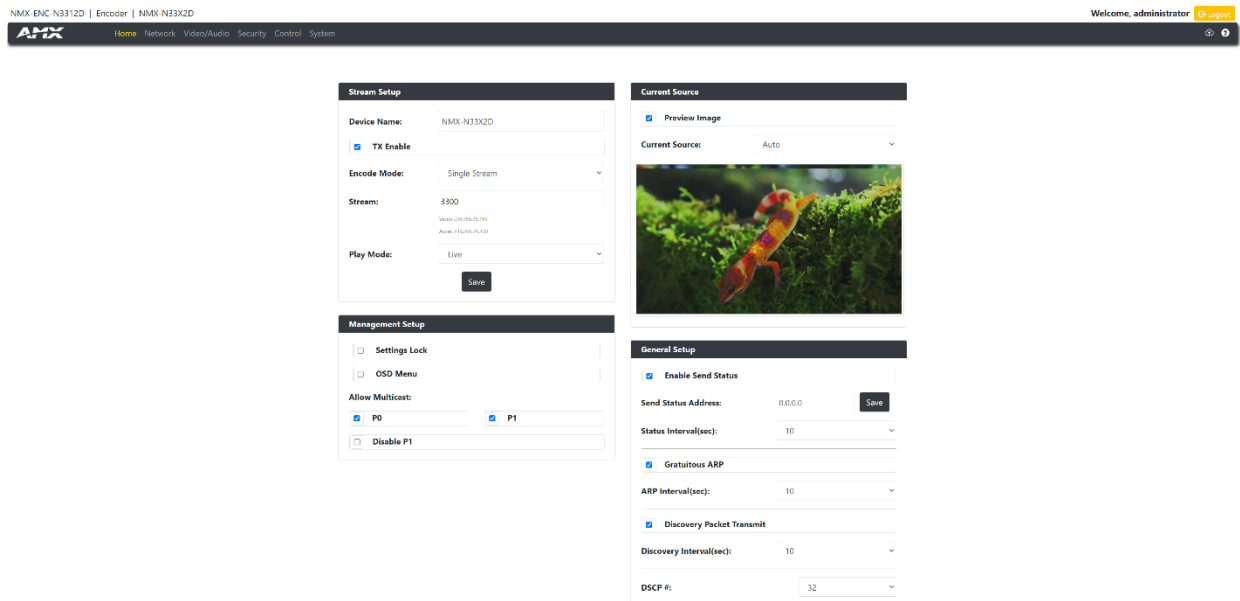 NMX-ENC-N3312D | Encoder | NMX-N33X2D
Welcome, administrator Logout
AMX Home Network Video/Audio Security Control System
Stream Setup
Device Name: NMX-N33X2D
TX Enable
Encode Mode: Single Stream
Stream: 3300
Play Mode: Live
Save
Management Setup
Settings Lock
OSD Menu
Allow Multicast:
P0 P1
Disable P1
Current Source
Preview Image
Current Source: Auto
General Setup
Enable Send Status
Send Status Address: 0.0.0.0 Save
Status Interval(sec): 10
Gratuitous ARP
ARP Interval(sec): 10
Discovery Packet Transmit
Discovery Interval(sec): 10
DSCP #: 32